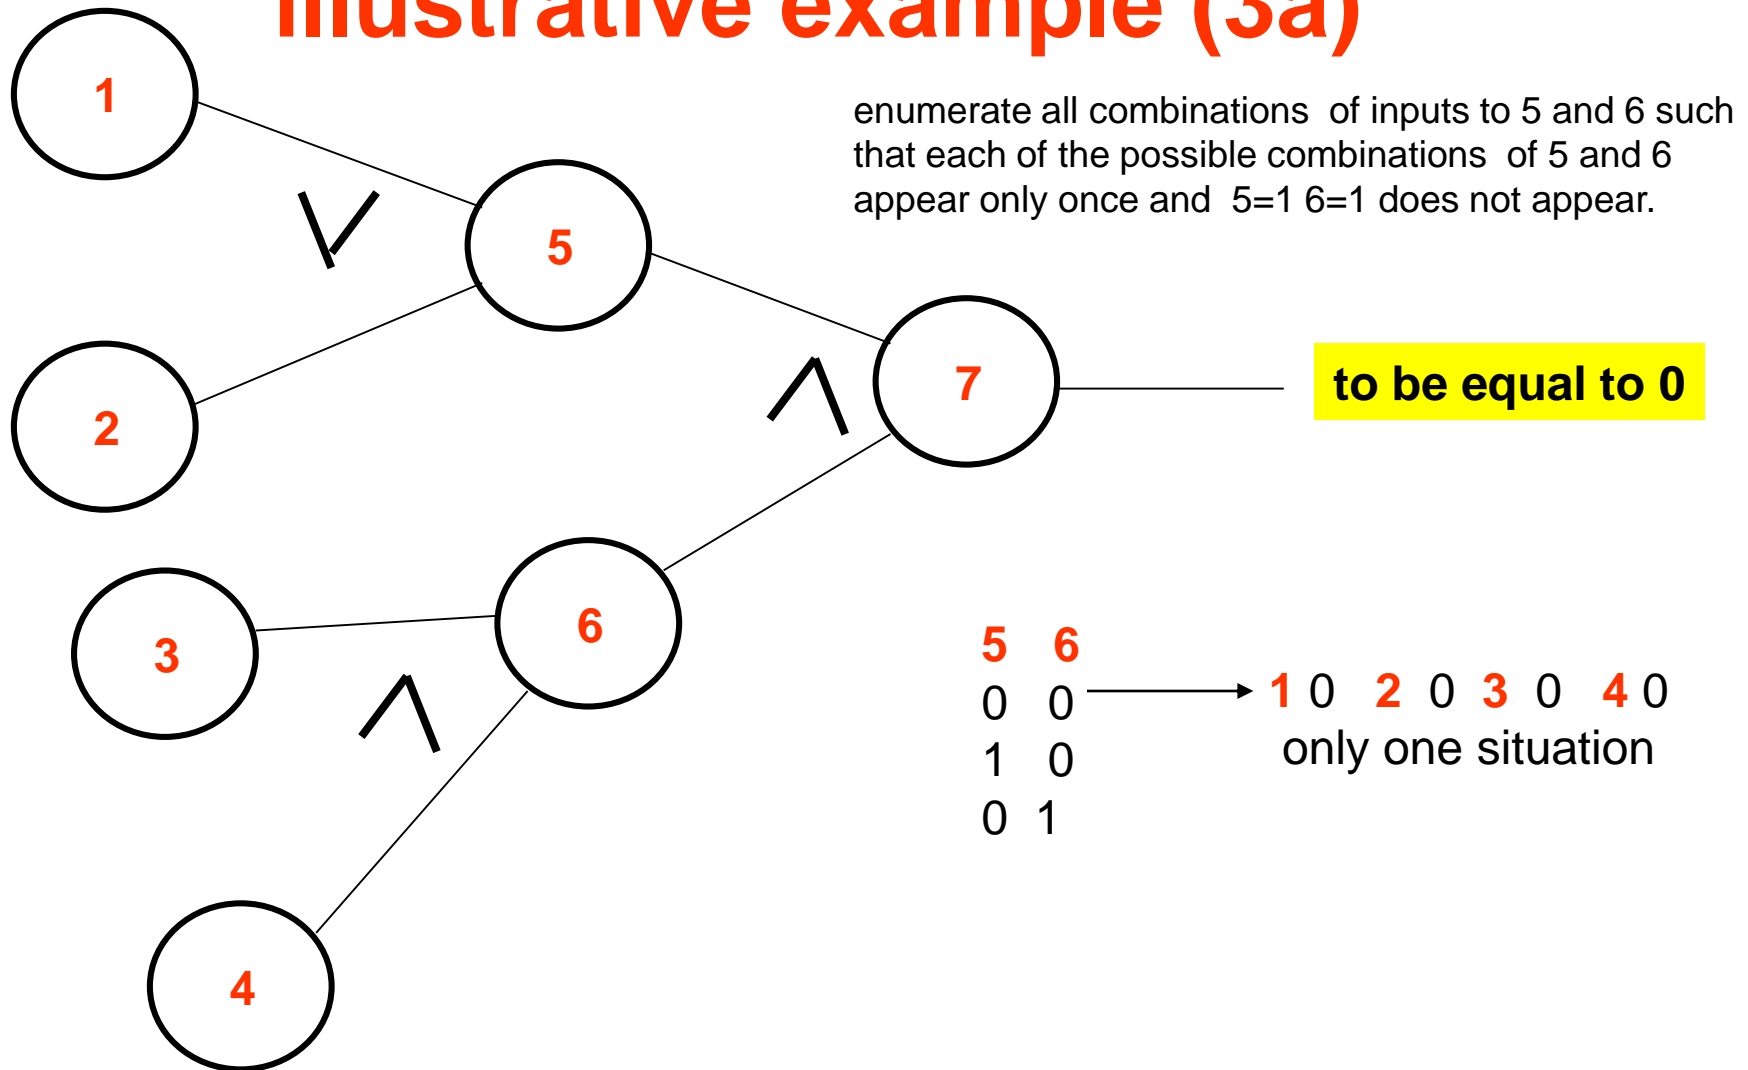 illustrative example (3a)
1
enumerate all combinations of inputs to 5 and 6 such
that each of the possible combinations of 5 and 6
appear only once and 5=1 6=1 does not appear.
5
2
7
to be equal to 0
3
6
5 6
0 0
1 0 2 0 3 0 4 0
only one situation
1 0
0 1
4